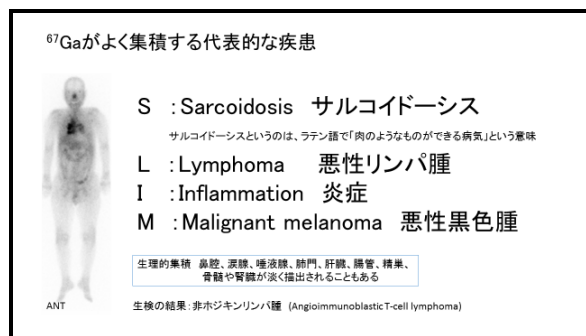 ⁶⁷Gaがよく集積する代表的な疾患
S :Sarcoidosis サルコイドーシス
サルコイドーシスというのは、ラテン語で「肉のようなものができる病気」という意味
L :Lymphoma 悪性リンパ腫
I :Inflammation 炎症
M :Malignant melanoma 悪性黒色腫
生理的集積 鼻腔、涙腺、唾液腺、肺門、肝臓、腸管、精巣、
骨髄や腎臓が淡く描出されることもある
ANT
生検の結果:非ホジキンリンパ腫 (Angioimmunoblastic T-cell lymphoma)